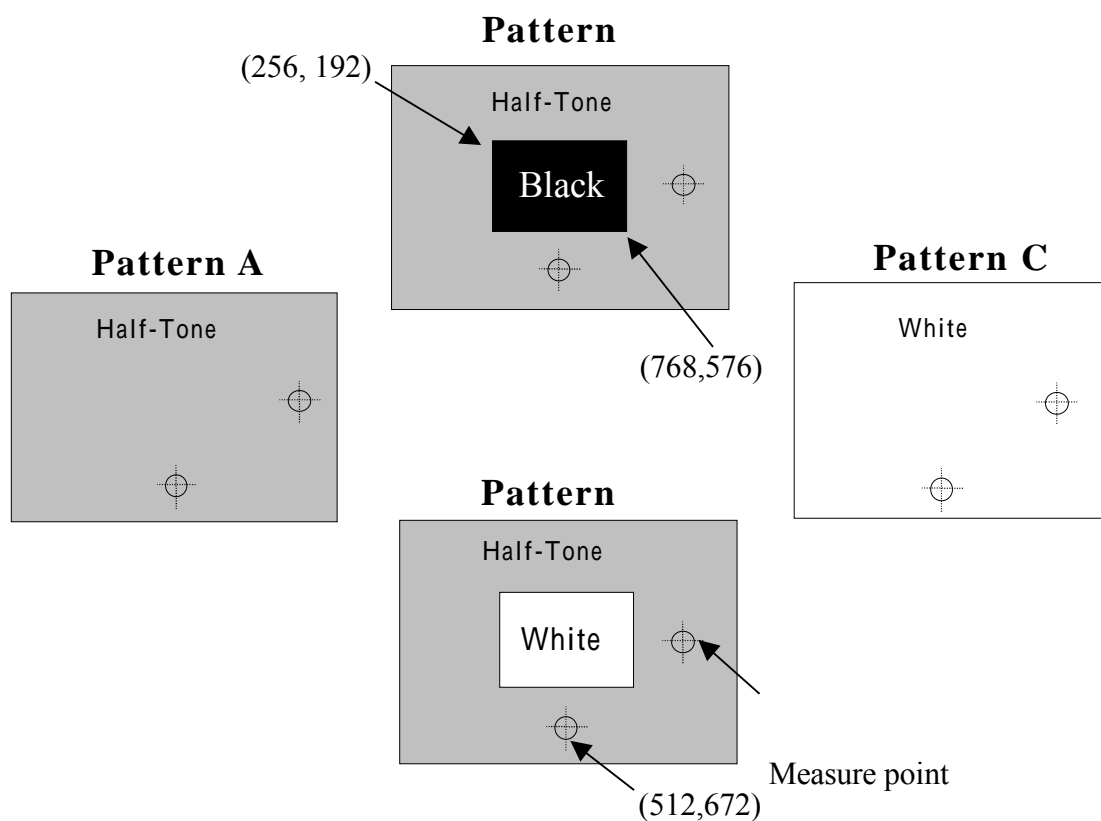 Pattern
(256, 192)
Half-Tone
Black
Pattern A
Half-Tone
Pattern C
White
(768,576)
Pattern
Half-Tone
White
Measure point
(512,672)